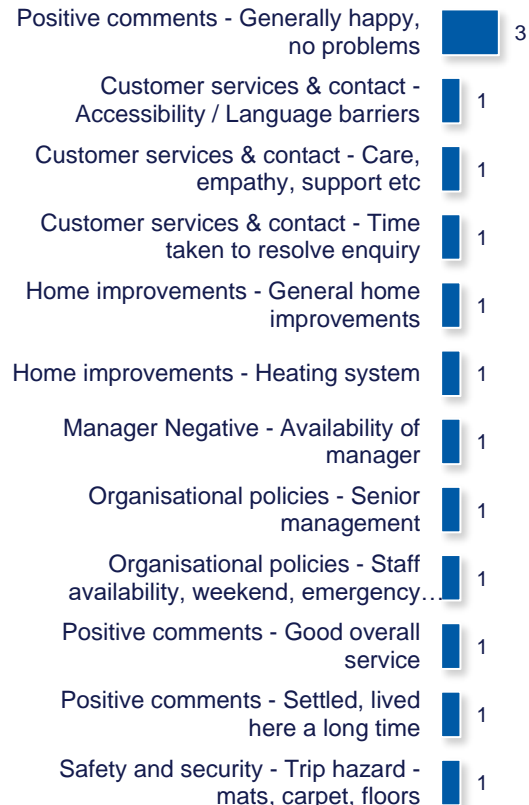 Positive comments - Generally happy,
no problems
3
Customer services & contact -
Accessibility / Language barriers
1
Customer services & contact - Care,
empathy, support etc
1
Customer services & contact - Time
taken to resolve enquiry
1
Home improvements - General home
improvements
1
Home improvements - Heating system
1
Manager Negative - Availability of
manager
1
Organisational policies - Senior
management
1
Organisational policies - Staff
availability, weekend, emergency…
1
Positive comments - Good overall
service
1
Positive comments - Settled, lived
here a long time
1
Safety and security - Trip hazard -
mats, carpet, floors
1